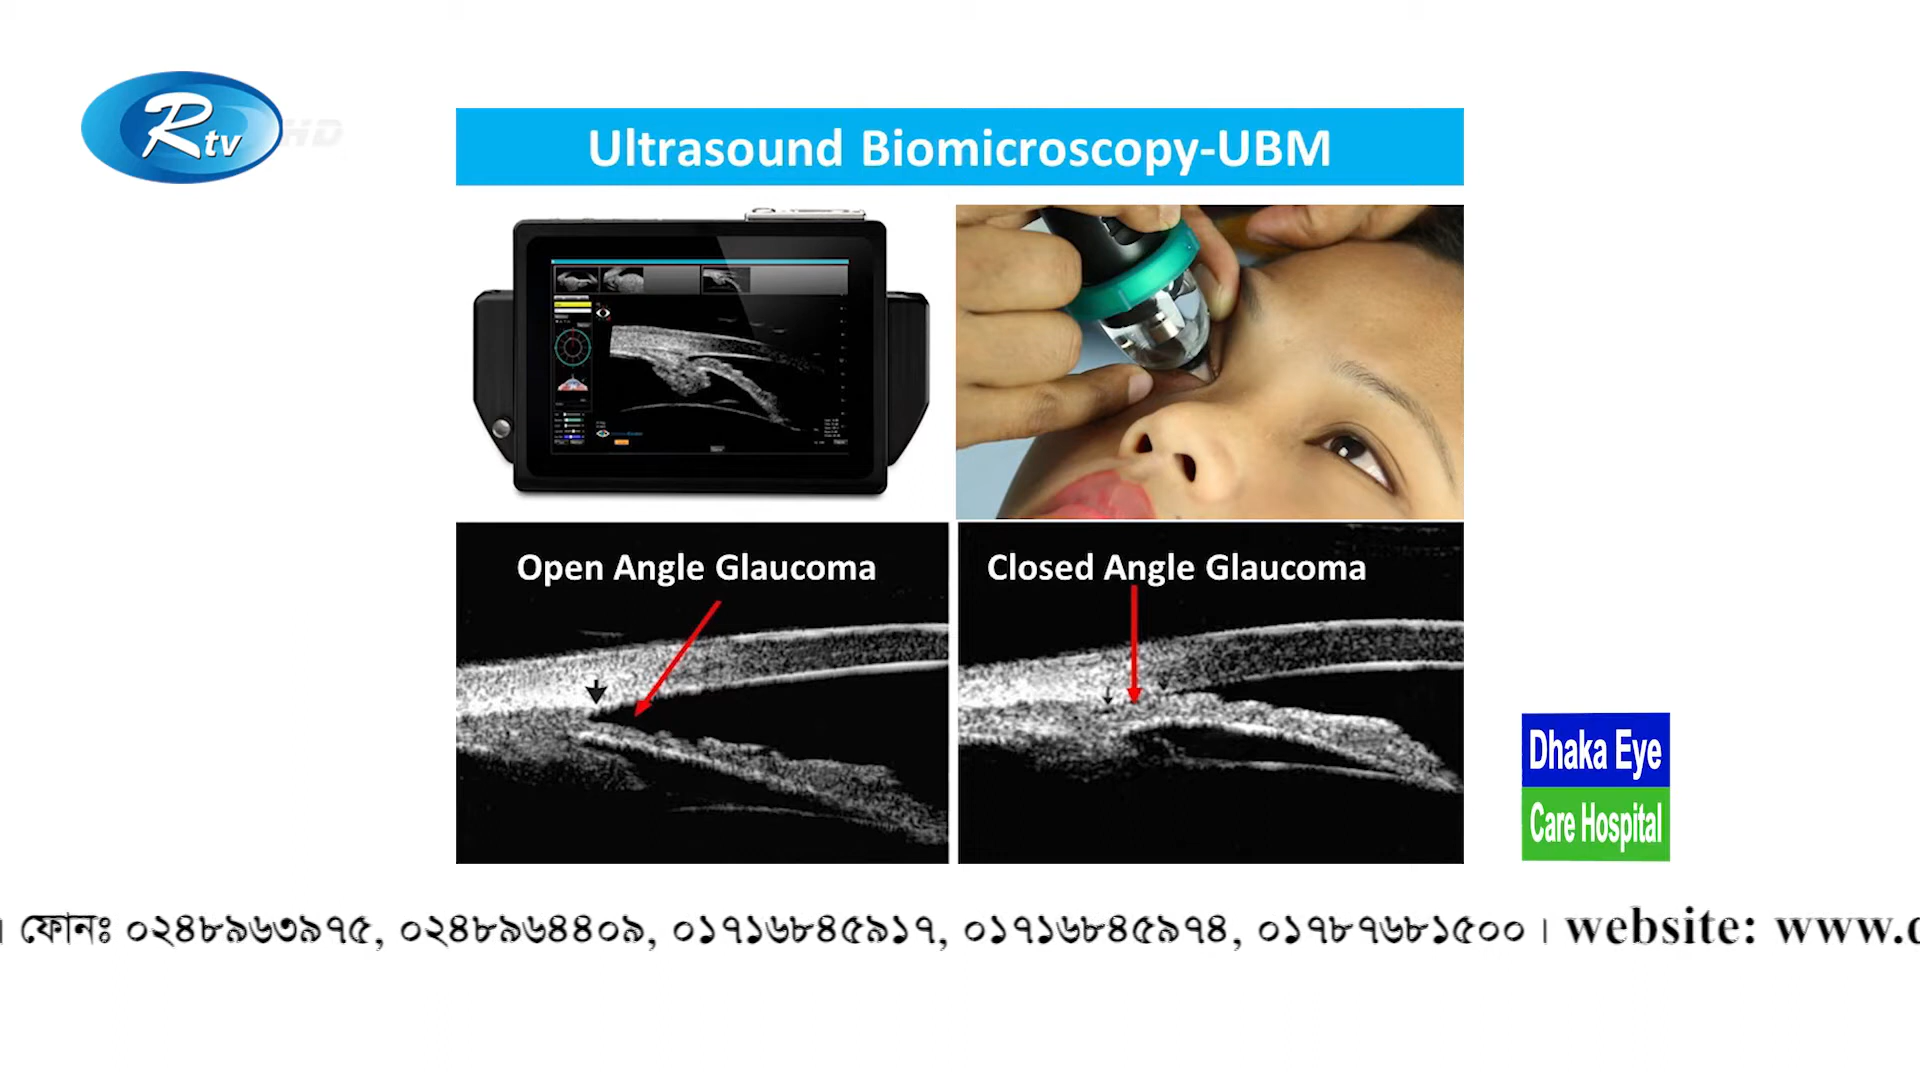 Rtv HD
Ultrasound Biomicroscopy-UBM
Open Angle Glaucoma
Closed Angle Glaucoma
Dhaka Eye
Care Hospital
। ফোনঃ ০২৪৮৯৬৩৯৭৫, ০২৪৮৯৬৪৪০৯, ০১৭১৬৮৪৫৯১৭, ০১৭১৬৮৪৫৯৭৪, ০১৭৮৭৬৮১৫০০ । website: www.